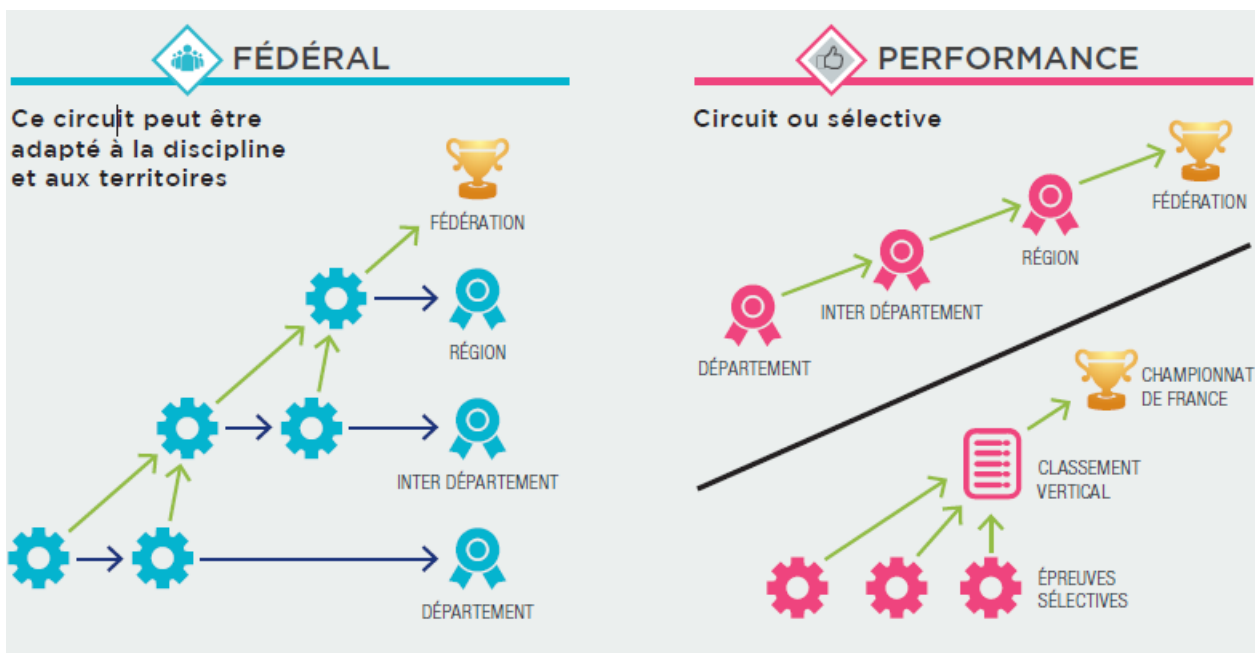 FÉDÉRAL
Ce circuit peut être
adapté à la discipline
et aux territoires
FÉDÉRATION
RÉGION
INTER DÉPARTEMENT
DÉPARTEMENT
PERFORMANCE
Circuit ou sélective
FÉDÉRATION
RÉGION
INTER DÉPARTEMENT
DÉPARTEMENT
CHAMPIONNAT
DE FRANCE
CLASSEMENT
VERTICAL
ÉPREUVES
SÉLECTIVES